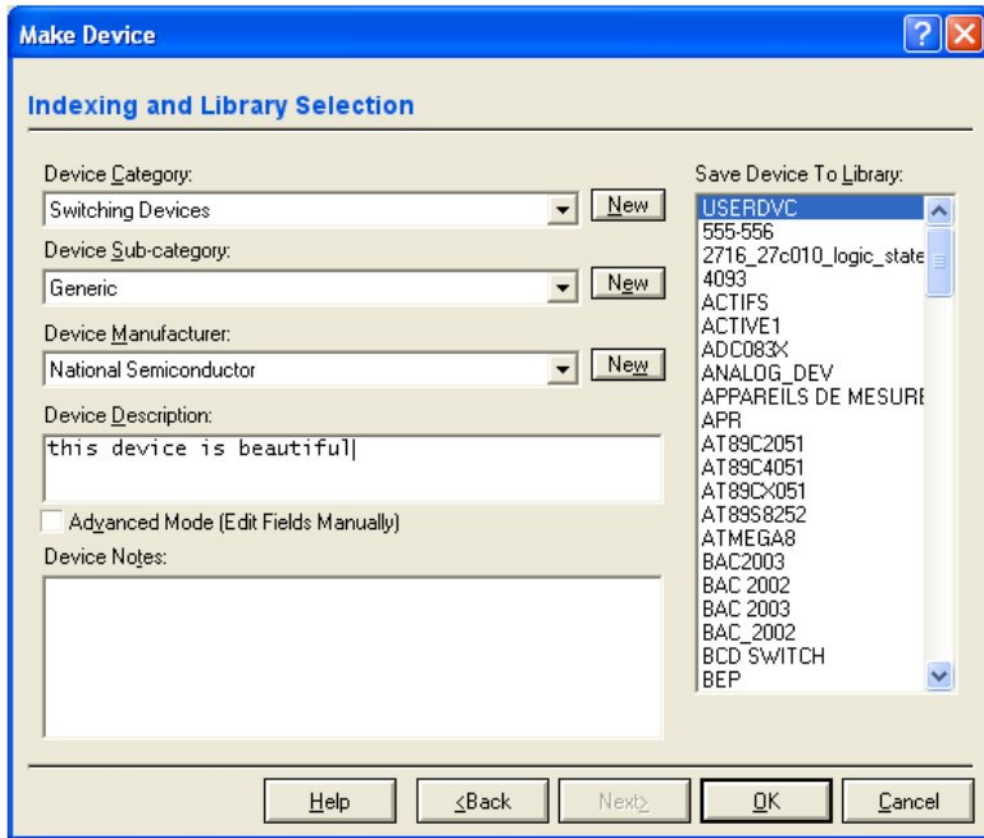 Make Device
Indexing and Library Selection
Device Category:
Switching Devices
New
Device Sub-category:
Generic
New
Device Manufacturer:
National Semiconductor
New
Device Description:
this device is beautiful
Advanced Mode (Edit Fields Manually)
Device Notes:
Save Device To Library:
USERDVC
555-556
2716_27c010_logic_state
4093
ACTIFS
ACTIVE1
ADC083X
ANALOG_DEV
APPAREILS DE MESURE
APR
AT89C2051
AT89C4051
AT89CX051
AT89S8252
ATMEGA8
BAC2003
BAC 2002
BAC 2003
BAC_2002
BCD SWITCH
BEP
Help
<Back
Next>
OK
Cancel